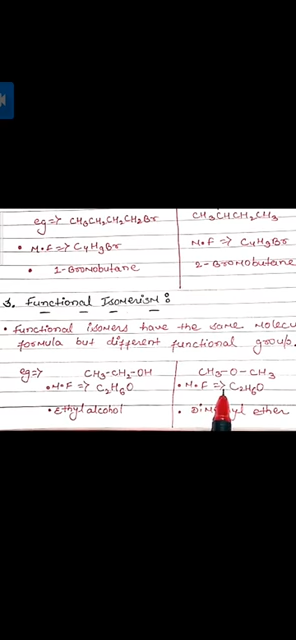 eg => CH3CH2CH2CH2Br CH3CHCH2CH3
• M.F => C4H9Br • M.F => C4H9Br
• 1-Bromobutane • 2-Bromobutane
3. Functional Isomerism:
• Functional isomers have the same molecu
formula but different functional group.
eg => CH3-CH2-OH CH3-O-CH3
• M.F => C2H6O • M.F => C2H6O
• Ethyl alcohol • Dimethyl ether